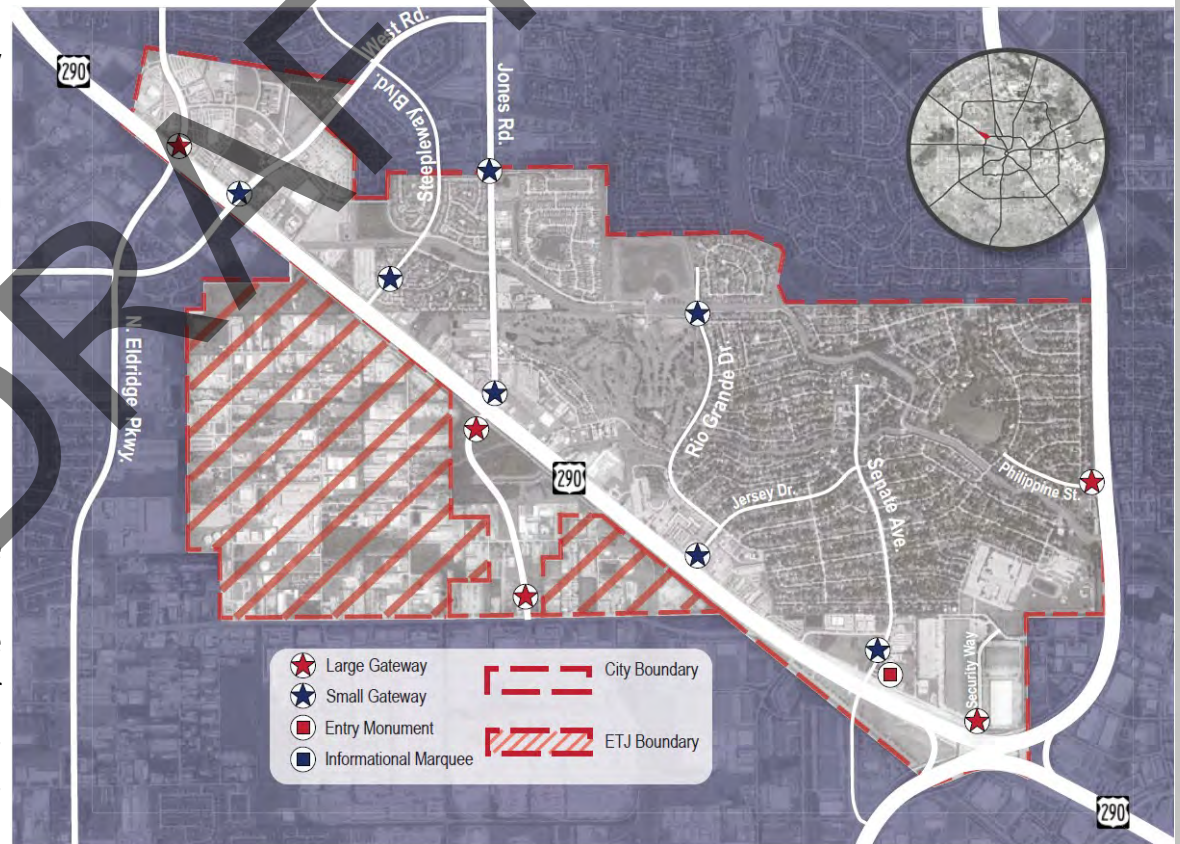 DRAFT
290
West Rd.
Steepleway Blvd.
Jones Rd.
N. Eldridge Pkwy.
Rio Grande Dr.
290
Jersey Dr.
Senate Ave
Philippine St.
Security Way
290
Large Gateway
Small Gateway
Entry Monument
Informational Marquee
City Boundary
ETJ Boundary